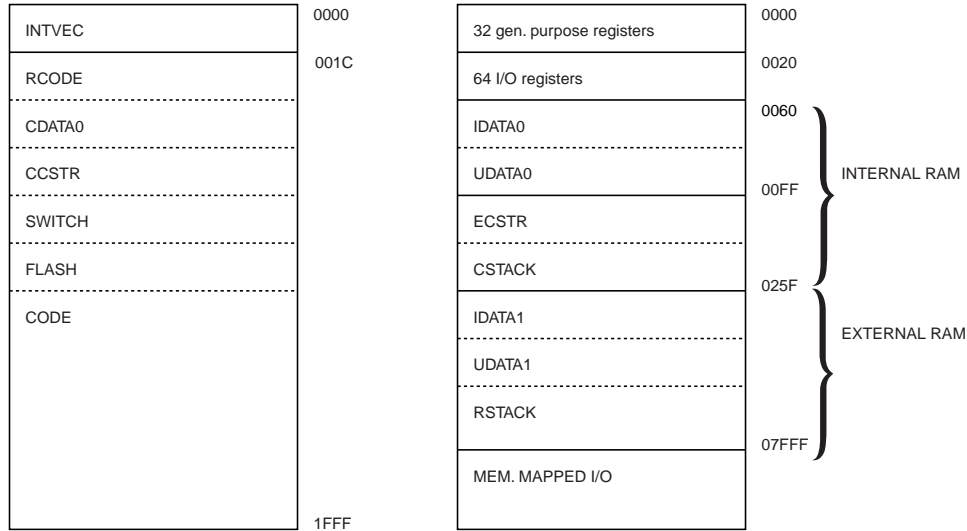 INTVEC
0000
RCODE
001C
CDATA0
CCSTR
SWITCH
FLASH
CODE
1FFF
32 gen. purpose registers
0000
64 I/O registers
0020
IDATA0
0060
UDATA0
00FF
INTERNAL RAM
ECSTR
CSTACK
025F
IDATA1
EXTERNAL RAM
UDATA1
RSTACK
07FFF
MEM. MAPPED I/O